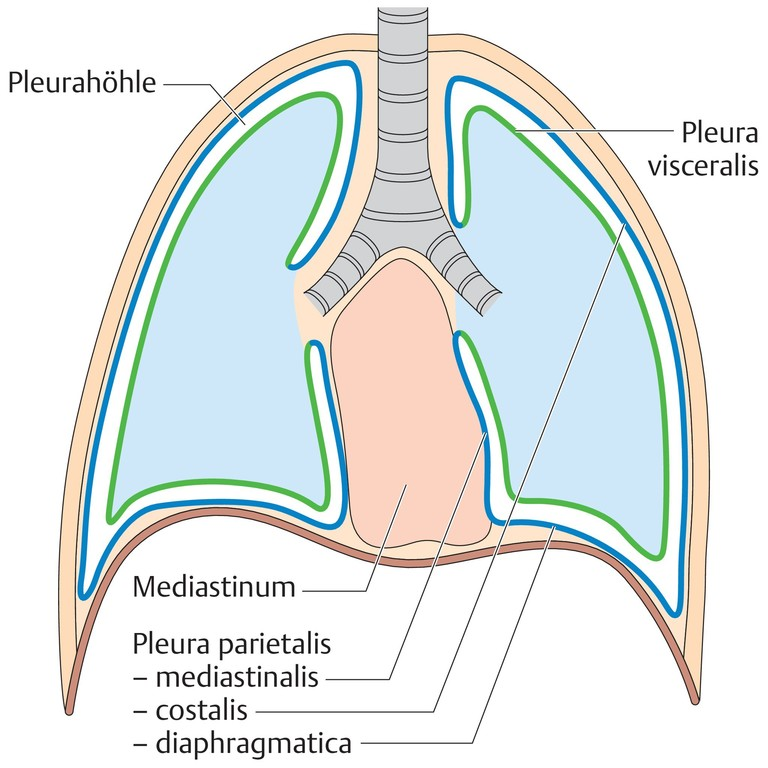 Pleurahöhle
Pleura
visceralis
Mediastinum
Pleura parietalis
– mediastinalis
– costalis
– diaphragmatica